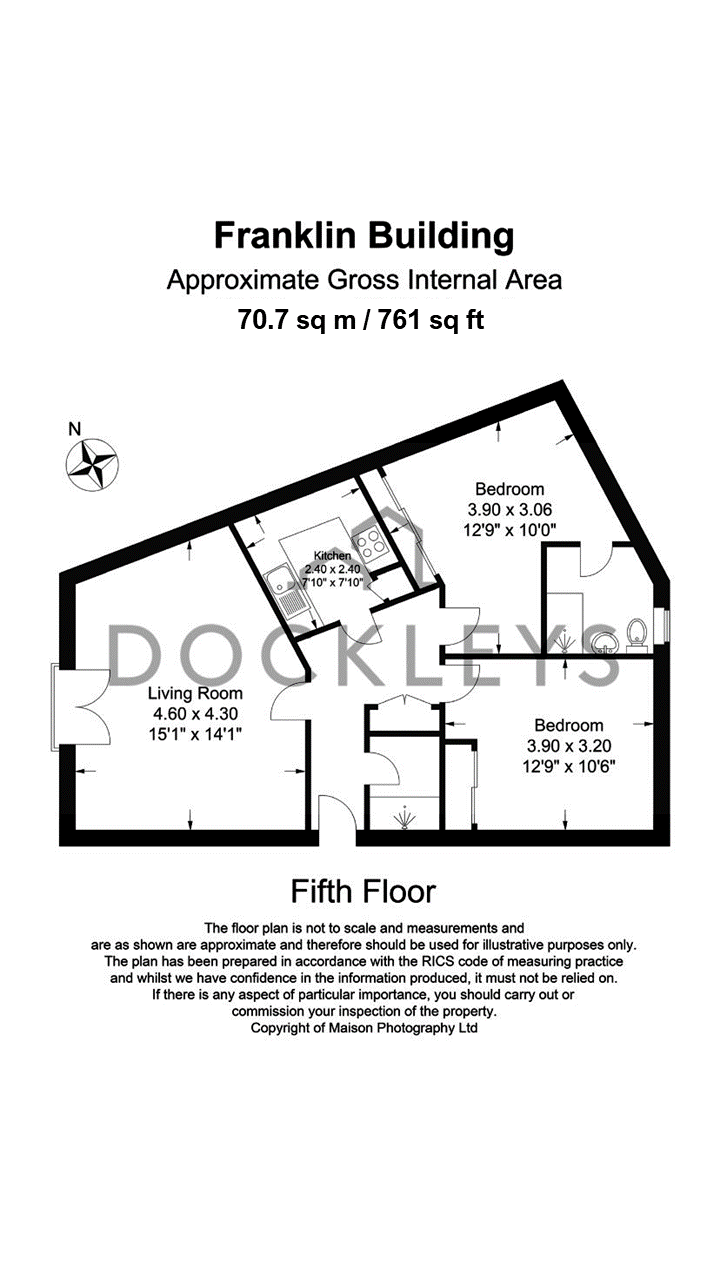 Franklin Building
Approximate Gross Internal Area
70.7 sq m / 761 sq ft
N
Bedroom
3.90 x 3.06
12'9" x 10'0"
Kitchen
2.40 x 2.40
7'10" x 7'10"
DOCKLEYS
Living Room
4.60 x 4.30
15'1" x 14'1"
Bedroom
3.90 x 3.20
12'9" x 10'6"
Fifth Floor
The floor plan is not to scale and measurements and
are as shown are approximate and therefore should be used for illustrative purposes only.
The plan has been prepared in accordance with the RICS code of measuring practice
and whilst we have confidence in the information produced, it must not be relied on.
If there is any aspect of particular importance, you should carry out or
commission your inspection of the property.
Copyright of Maison Photography Ltd